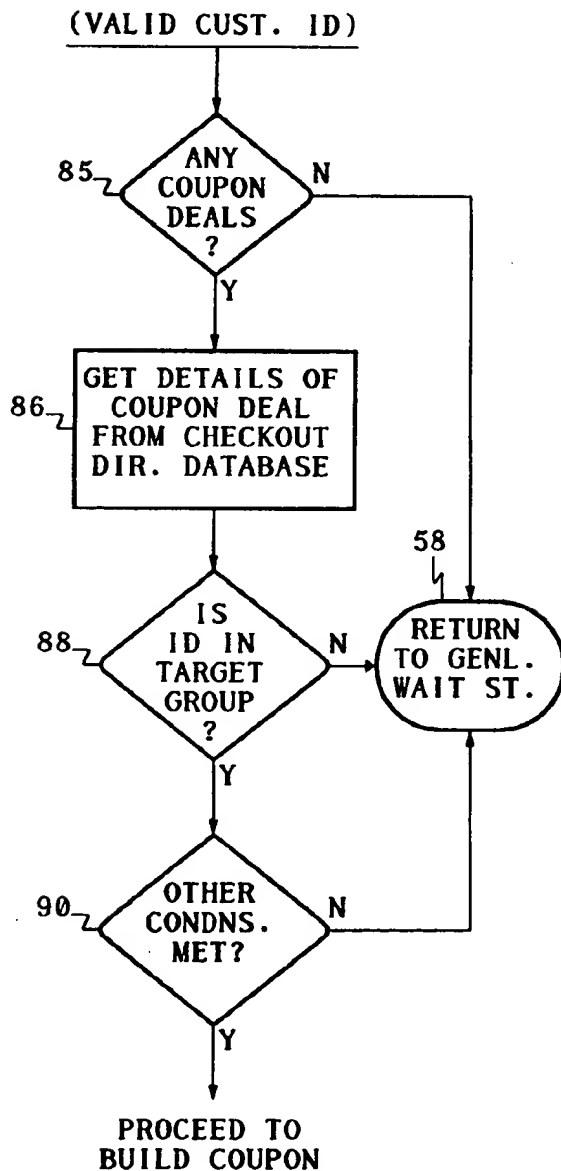 (VALID CUST. ID)
85
ANY
COUPON
DEALS
?
N
Y
86
GET DETAILS OF
COUPON DEAL
FROM CHECKOUT
DIR. DATABASE
58
RETURN
TO GENL.
WAIT ST.
88
IS
ID IN
TARGET
GROUP
?
N
Y
90
OTHER
CONDNS.
MET?
N
Y
PROCEED TO
BUILD COUPON